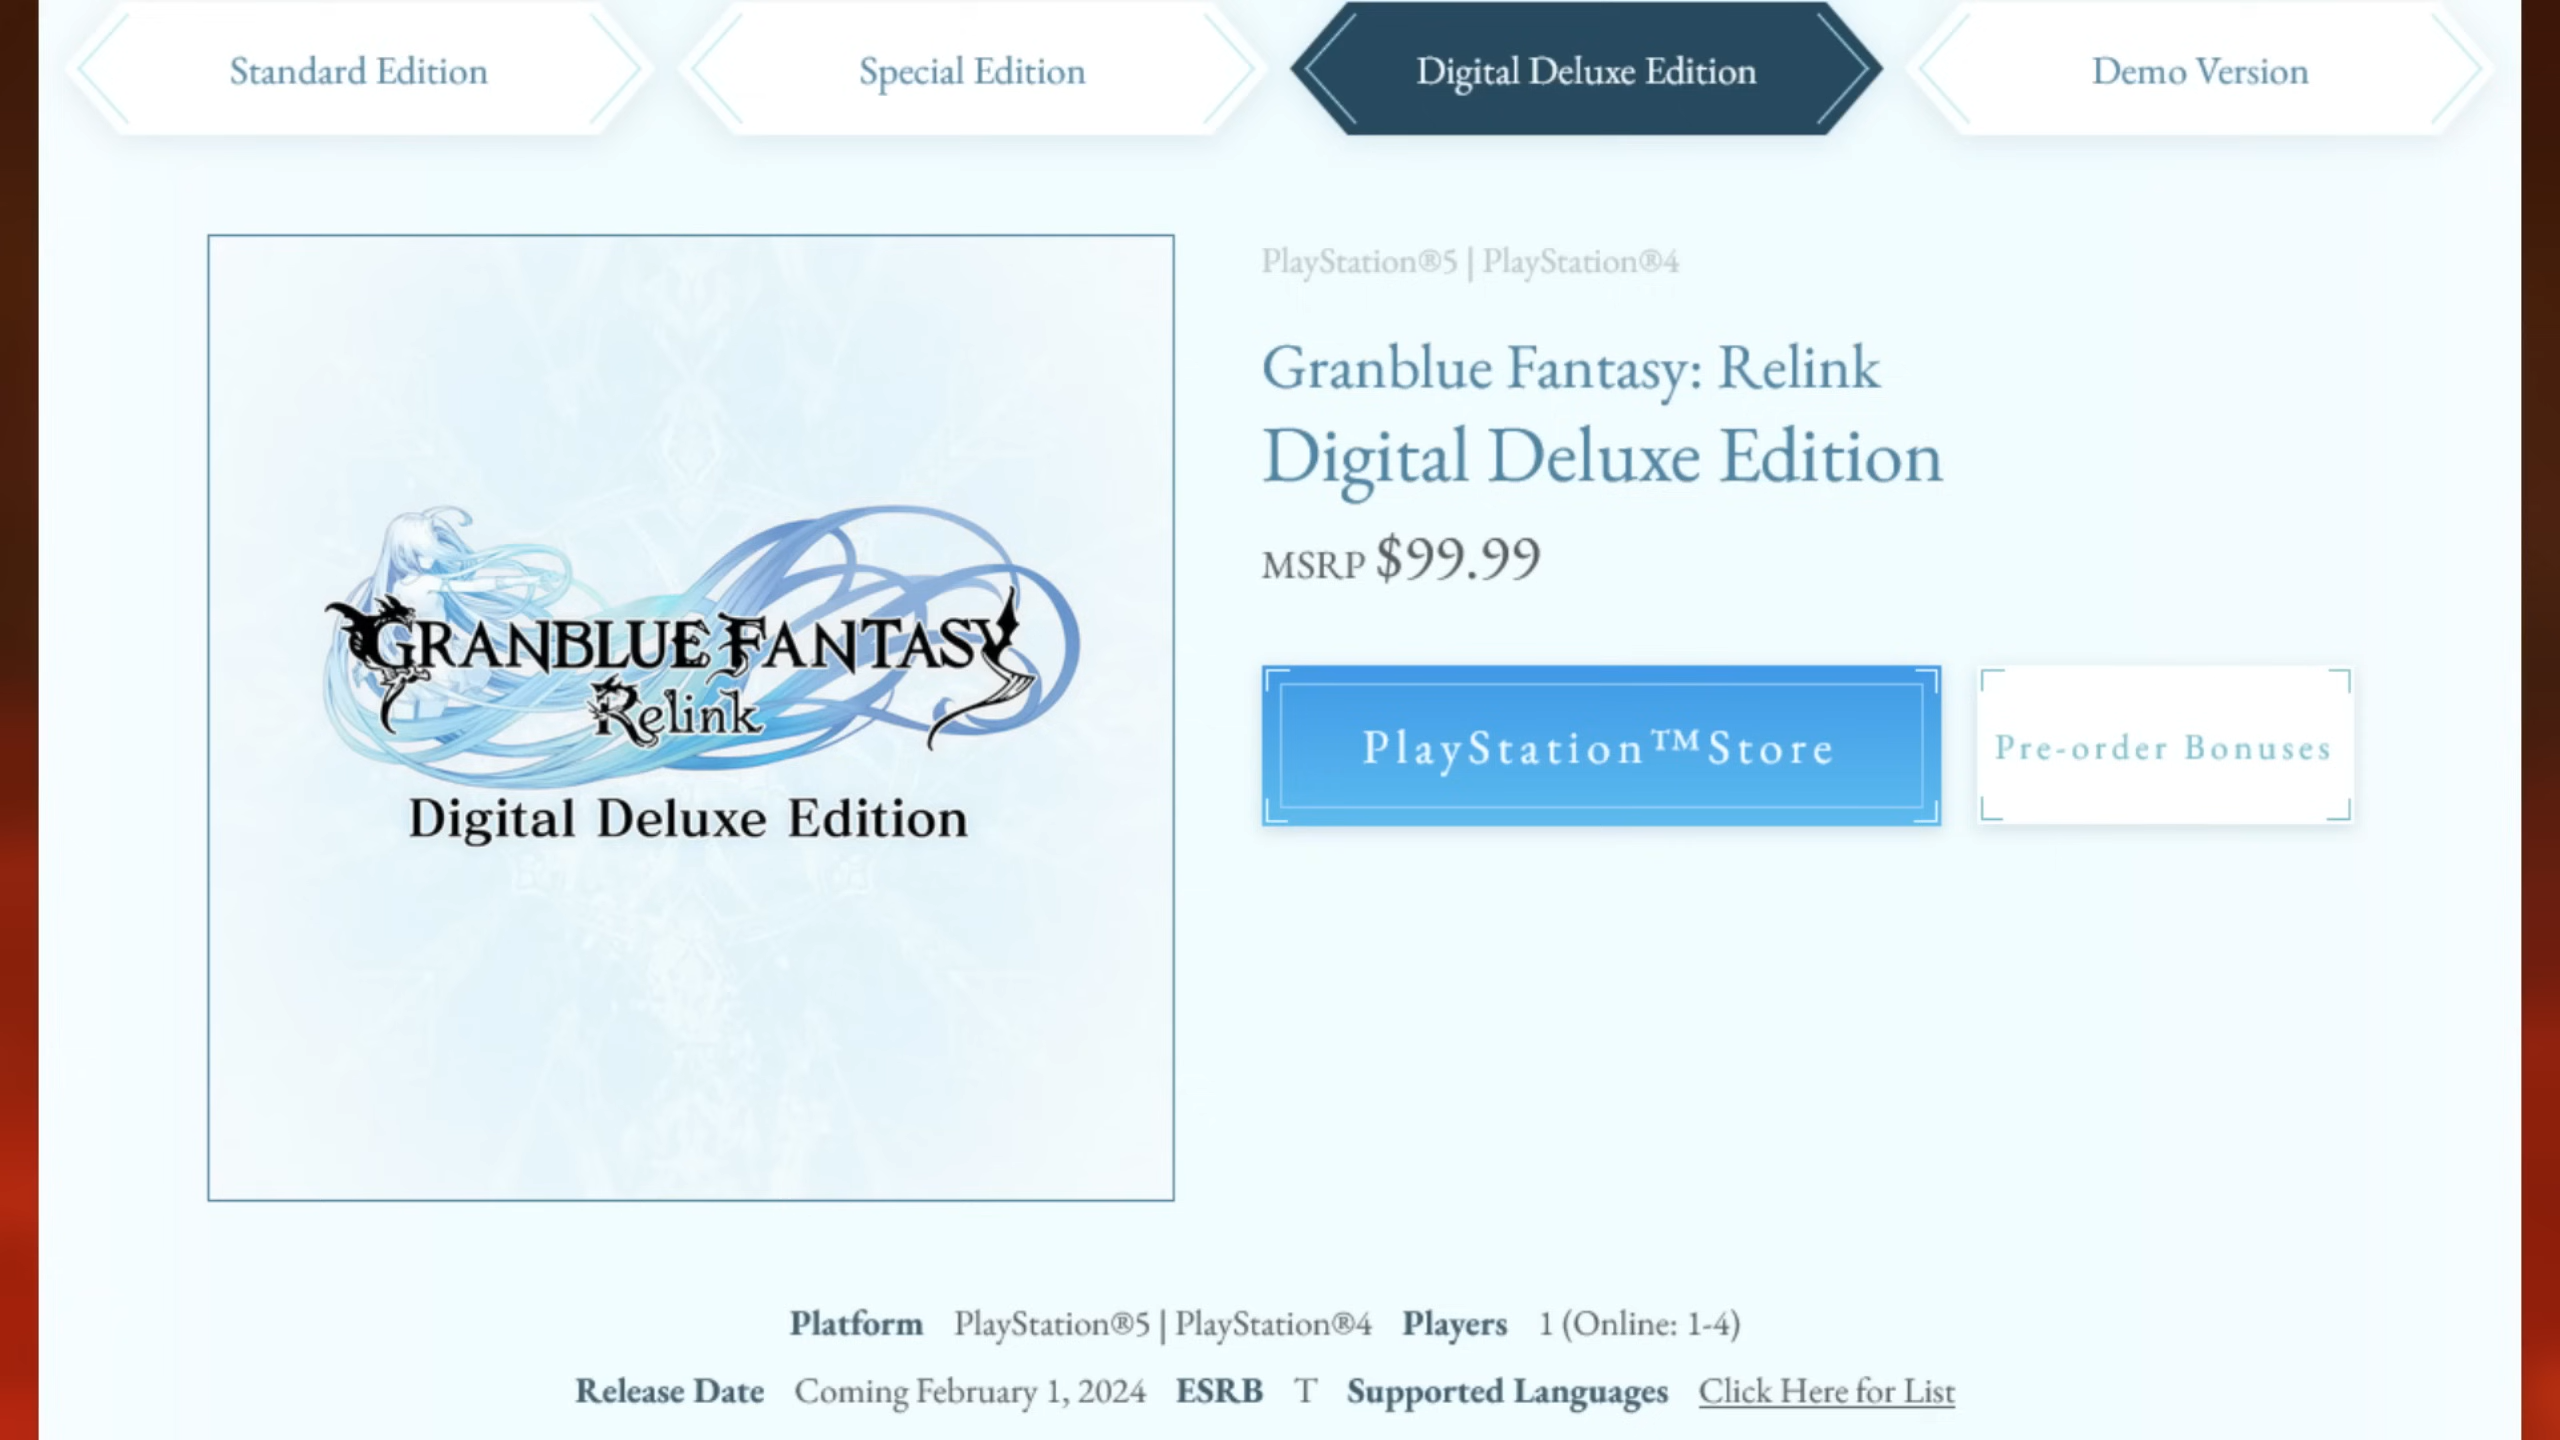 Standard Edition
Special Edition
Digital Deluxe Edition
Demo Version
GRANBLUE FANTASY
Relink
Digital Deluxe Edition
PlayStation®5 | PlayStation®4
Granblue Fantasy: Relink
Digital Deluxe Edition
MSRP $99.99
PlayStation™Store
Pre-order Bonuses
Platform PlayStation®5 | PlayStation®4 Players 1 (Online: 1-4)
Release Date Coming February 1, 2024 ESRB T Supported Languages Click Here for List